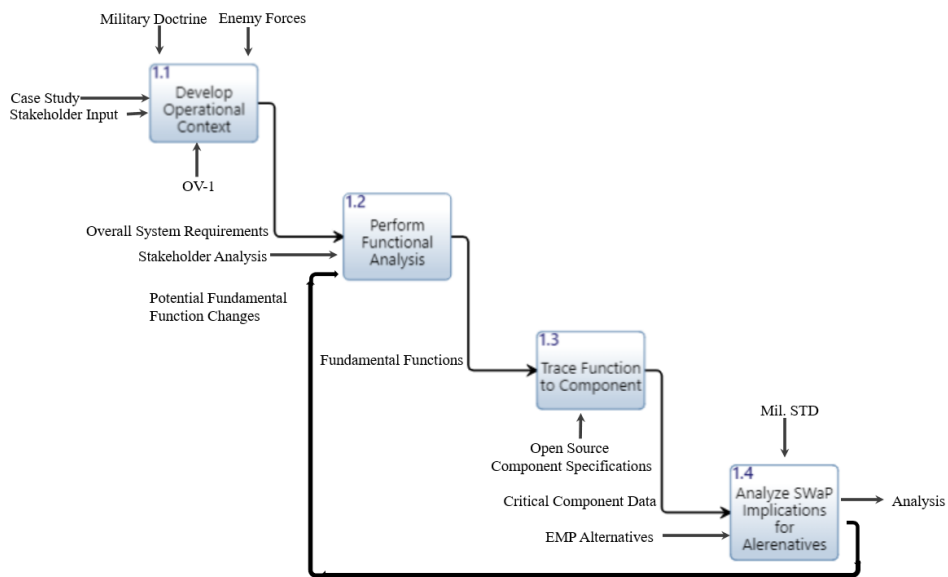 Military Doctrine
Enemy Forces
1.1
Develop
Operational
Context
Case Study
Stakeholder Input
OV-1
1.2
Perform
Functional
Analysis
Overall System Requirements
Stakeholder Analysis
Potential Fundamental
Function Changes
1.3
Trace Function
to Component
Fundamental Functions
Open Source
Component Specifications
Mil. STD
1.4
Analyze SWaP
Implications
for
Alerenatives
Critical Component Data
EMP Alternatives
Analysis